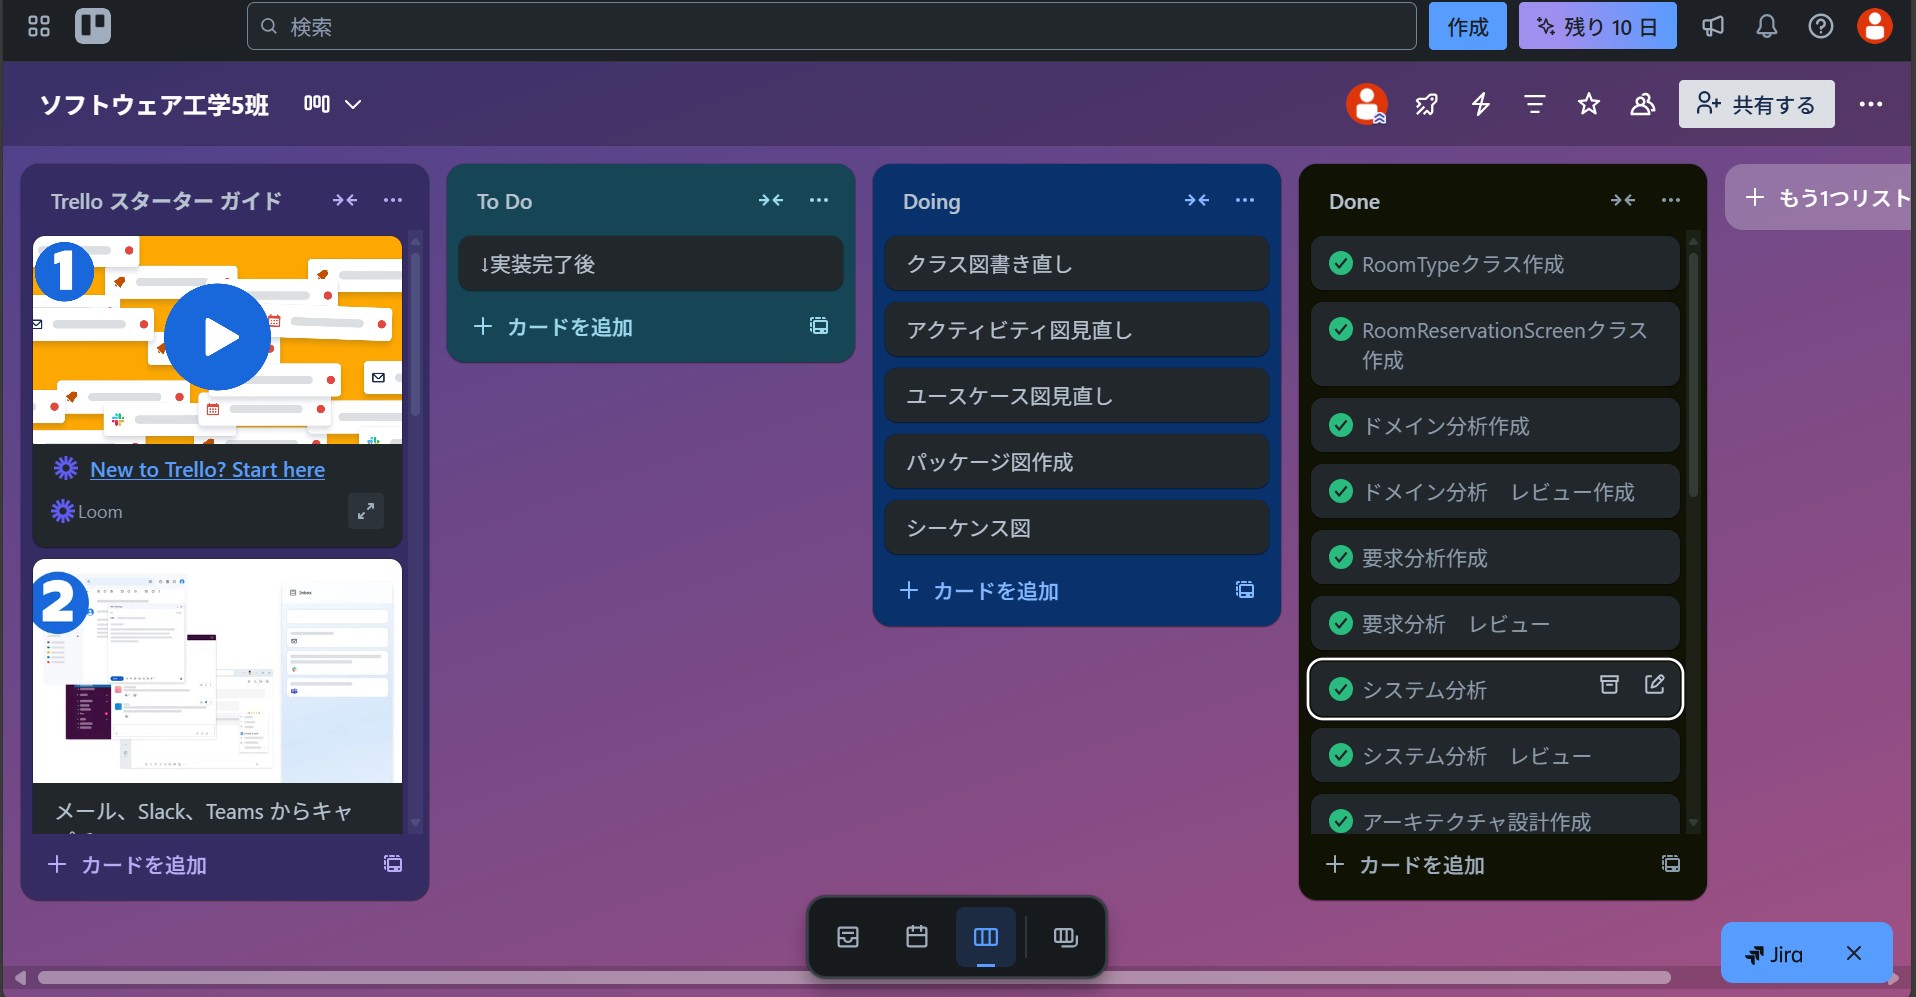 検索
作成
残り 10 日
ソフトウェア工学5班
共有する
Trello スターター ガイド
1
New to Trello? Start here
Loom
2
Inbox
メール、Slack、Teams からキャ
カードを追加
To Do
↓実装完了後
カードを追加
Doing
クラス図書き直し
アクティビティ図見直し
ユースケース図見直し
パッケージ図作成
シーケンス図
カードを追加
Done
RoomTypeクラス作成
RoomReservationScreenクラス
作成
ドメイン分析作成
ドメイン分析　レビュー作成
要求分析作成
要求分析　レビュー
システム分析
システム分析　レビュー
アーキテクチャ設計作成
カードを追加
もう1つリスト
Jira